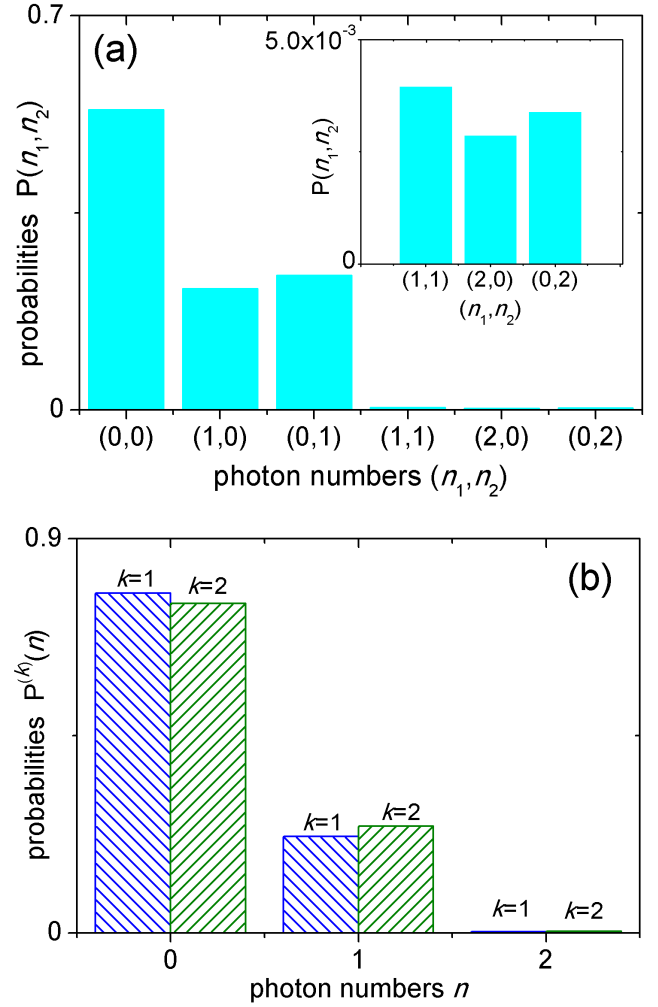 0.7
(a)
5.0x10⁻³
P(n₁,n₂)
0
(1,1) (2,0) (0,2)
(n₁,n₂)
probabilities P(n₁,n₂)
0
(0,0) (1,0) (0,1) (1,1) (2,0) (0,2)
photon numbers (n₁,n₂)
0.9
(b)
k=1
k=2
k=1
k=2
k=1
k=2
probabilities P⁽ᵏ⁾(n)
0
0 1 2
photon numbers n